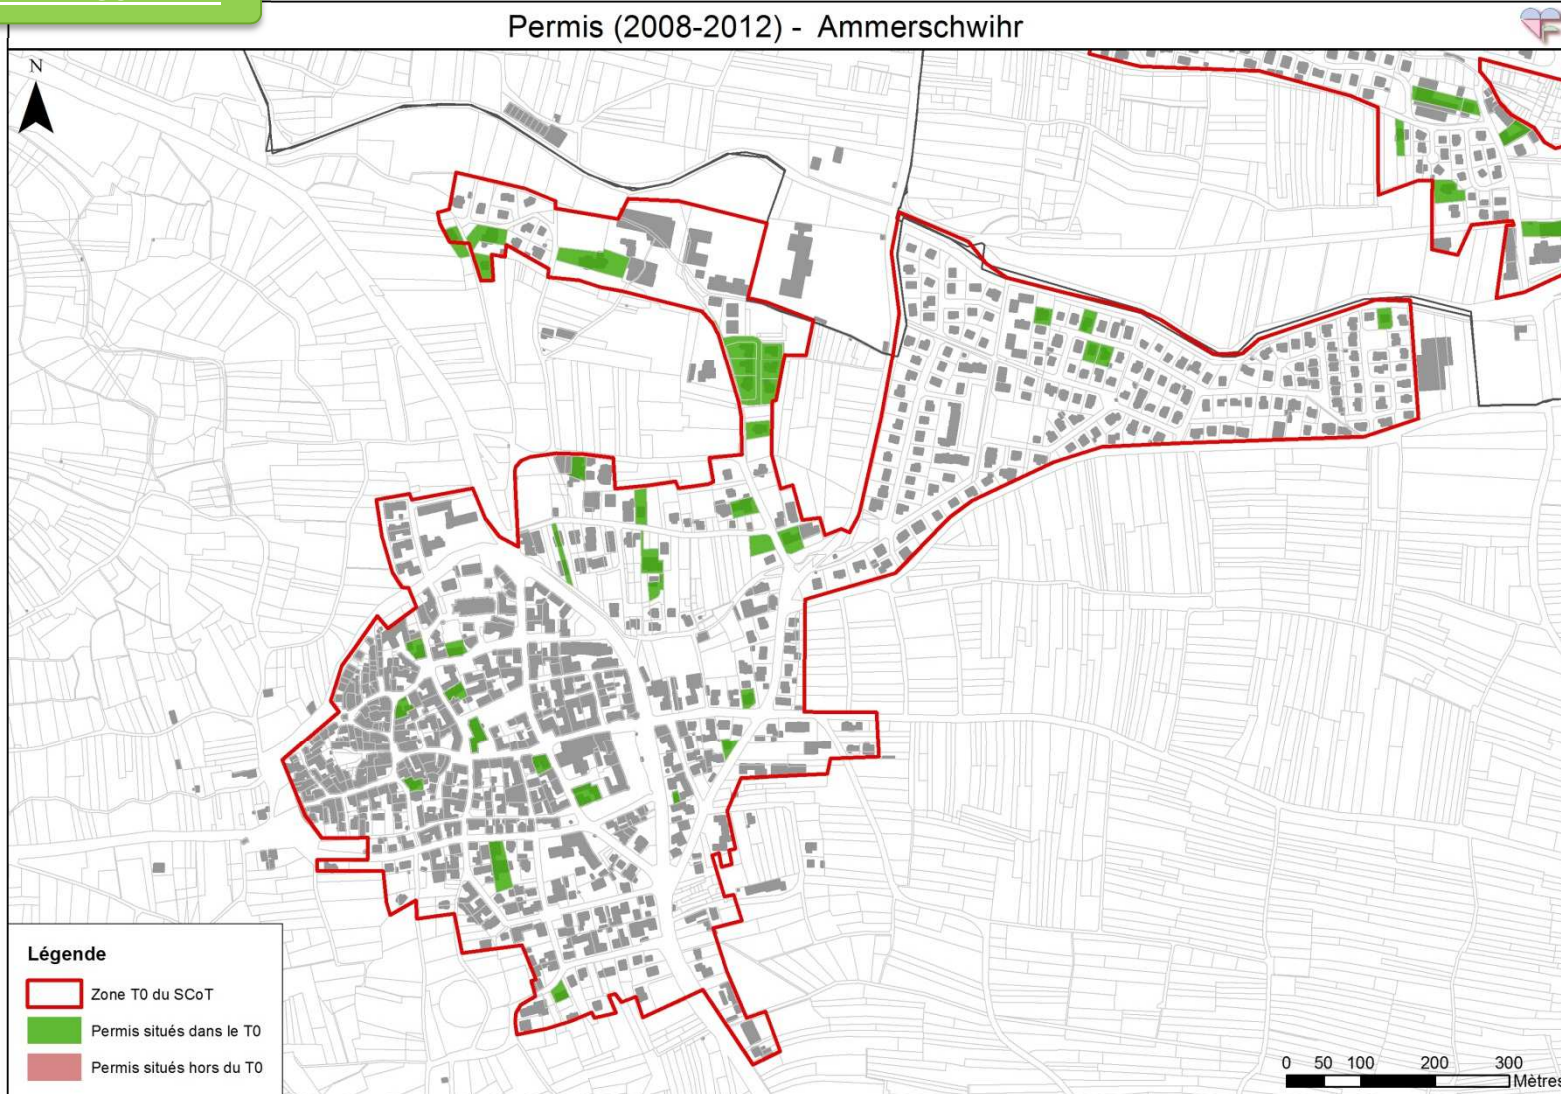 Permis (2008-2012) - Ammerschwihr
N
Légende
Zone T0 du SCoT
Permis situés dans le T0
Permis situés hors du T0
0 50 100 200 300
Mètres